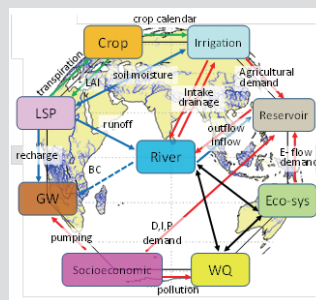 crop calendar
Crop
Irrigation
transpiration
LAI
soil moisture
Agricultural
demand
Intake
drainage
LSP
Reservoir
runoff
outflow
inflow
recharge
River
E-flow
demand
BC
GW
Eco-sys
D,I,P
demand
pumping
Socioeconomic
WQ
pollution